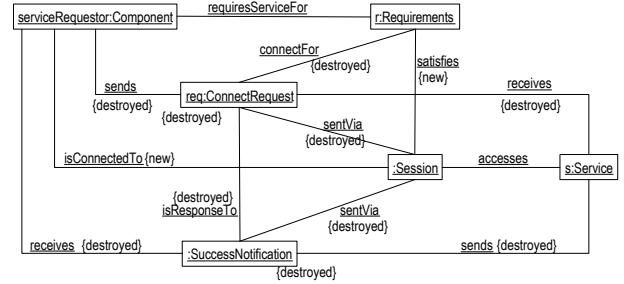 requiresServiceFor
serviceRequestor:Component
r:Requirements
connectFor
{destroyed}
satisfies
{new}
sends
{destroyed}
req:ConnectRequest
{destroyed}
receives
{destroyed}
sentVia
{destroyed}
isConnectedTo {new}
:Session
accesses
s:Service
{destroyed}
isResponseTo
sentVia
{destroyed}
receives {destroyed}
:SuccessNotification
{destroyed}
sends {destroyed}